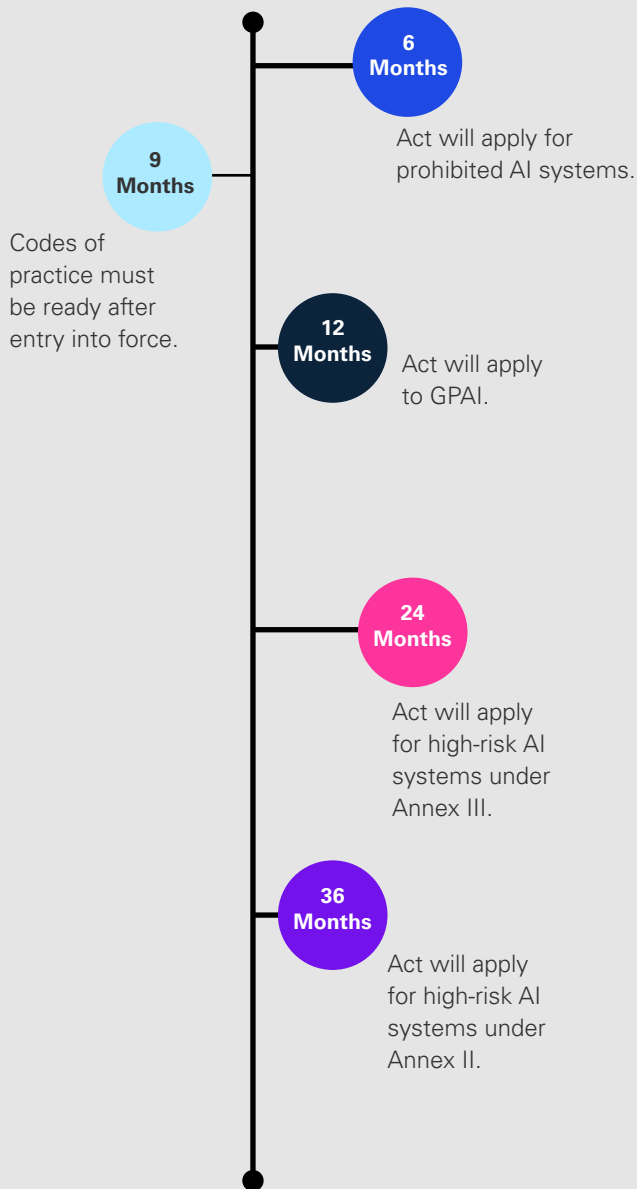 6
Months
Act will apply for
prohibited AI systems.
9
Months
Codes of
practice must
be ready after
entry into force.
12
Months
Act will apply
to GPAI.
24
Months
Act will apply
for high-risk AI
systems under
Annex III.
36
Months
Act will apply
for high-risk AI
systems under
Annex II.